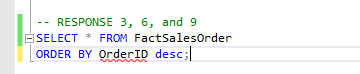 -- RESPONSE 3, 6, and 9
SELECT * FROM FactSalesOrder
ORDER BY OrderID desc;